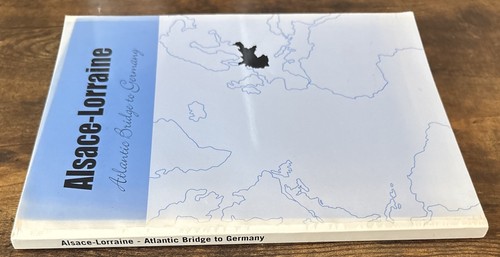 Alsace-Lorraine
Atlantic Bridge to Germany
Alsace-Lorraine - Atlantic Bridge to Germany